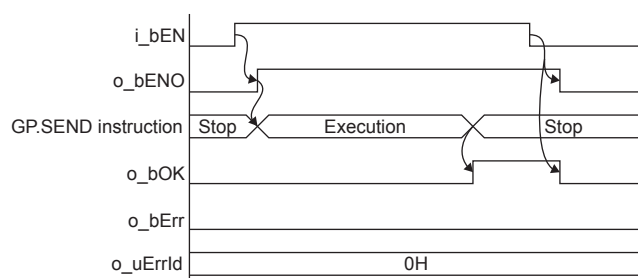 i_bEN
o_bENO
GP.SEND instruction Stop Execution Stop
o_bOK
o_bErr
o_uErrId 0H